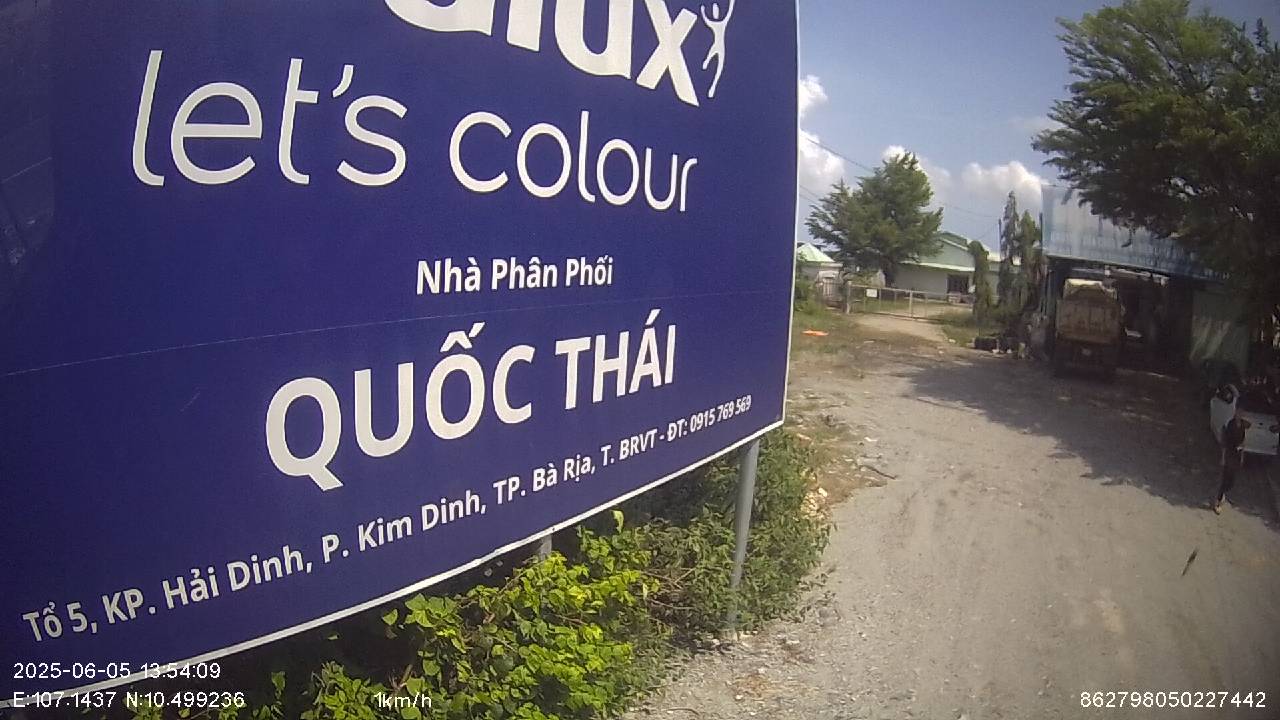 let's colour
Nhà Phân Phối
QUỐC THÁI
Tổ 5, KP. Hải Dinh, P. Kim Dinh, TP. Bà Rịa, T. BRVT - ĐT: 0915 769 569
2025-06-05 13:54:09
E:107.1437 N:10.499236
1km/h
862798050227442